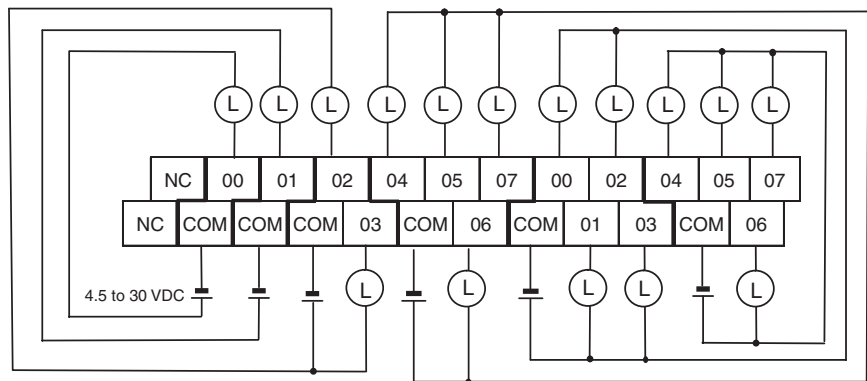 L L L L L L L L L L L
NC 00 01 02 04 05 07 00 02 04 05 07
NC COM COM COM 03 COM 06 COM 01 03 COM 06
4.5 to 30 VDC L L L L L